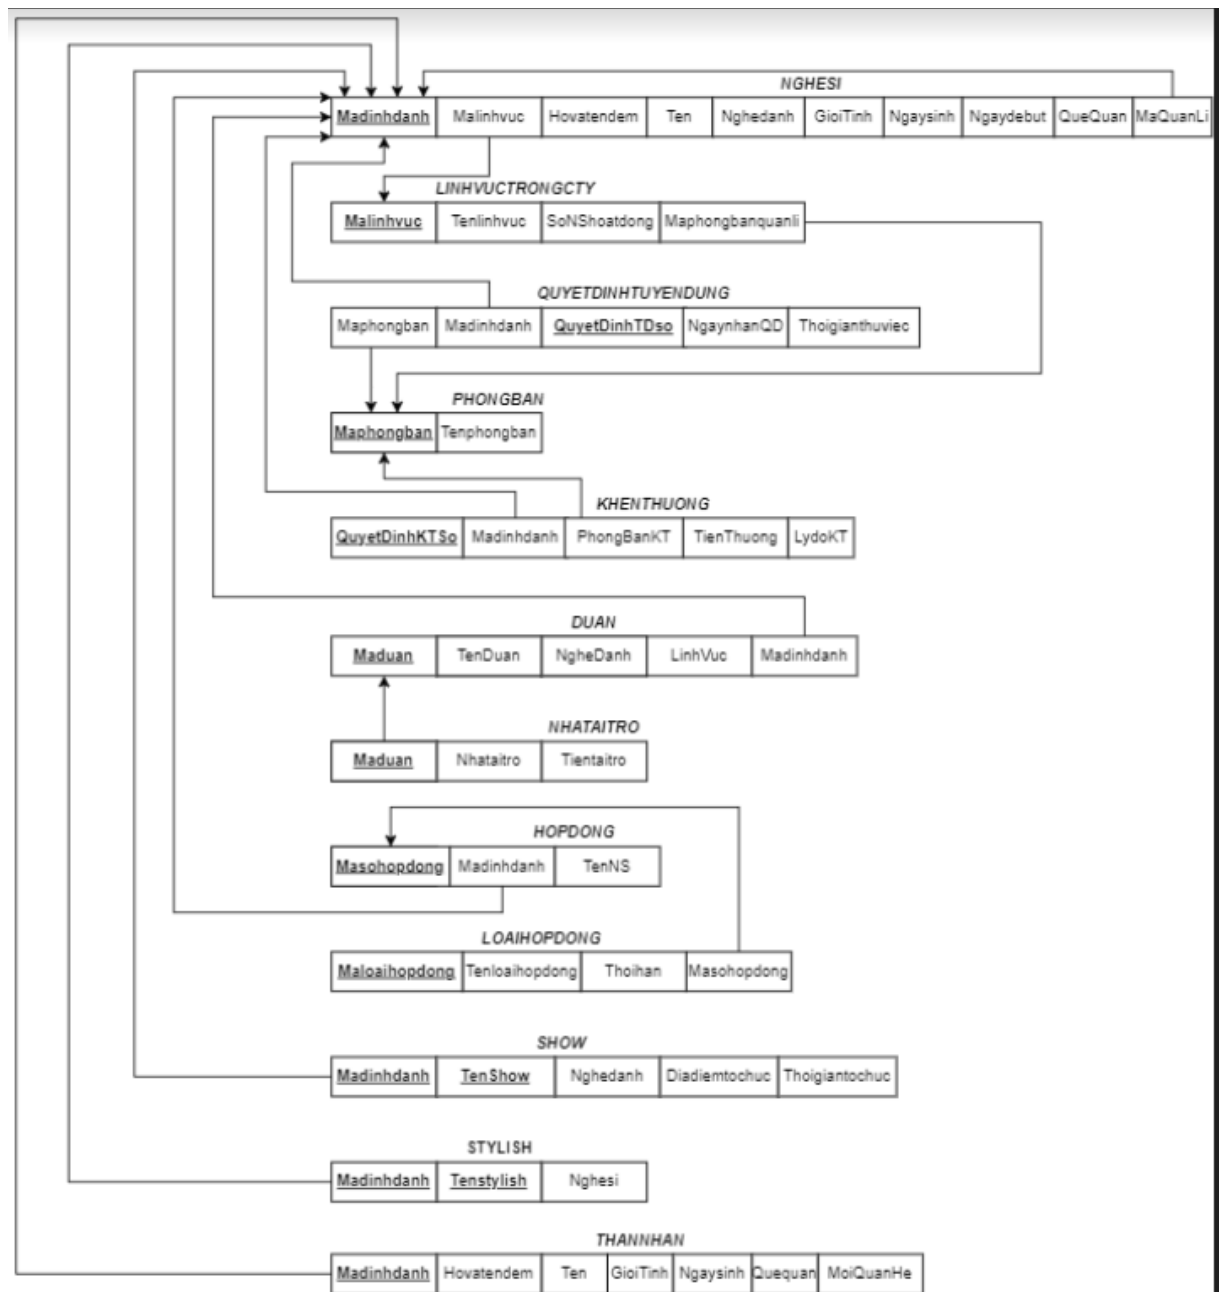 NGHESI
Madinhdanh Malinhvuc Hovatendem Ten Nghedanh GioiTinh Ngaysinh Ngaydebut QueQuan MaQuanLi
LINHVUCTRONGCTY
Malinhvuc Tenlinhvuc SoNShoatdong Maphongbanquanli
QUYETDINHTUYENDUNG
Maphongban Madinhdanh QuyetDinhTDso NgaynhanQD Thoigianthuviec
PHONGBAN
Maphongban Tenphongban
KHENTHUONG
QuyetDinhKTSo Madinhdanh PhongBanKT TienThuong LydoKT
DUAN
Maduan TenDuan NgheDanh LinhVuc Madinhdanh
NHATAITRO
Maduan Nhataitro Tientaitro
HOPDONG
Masohopdong Madinhdanh TenNS
LOAIHOPDONG
Maloaihopdong Tenloaihopdong Thoihan Masohopdong
SHOW
Madinhdanh TenShow Nghedanh Diadiemtochuc Thoigiantochuc
STYLISH
Madinhdanh Tenstylish Nghesi
THANNHAN
Madinhdanh Hovatendem Ten GioiTinh Ngaysinh Quequan MoiQuanHe